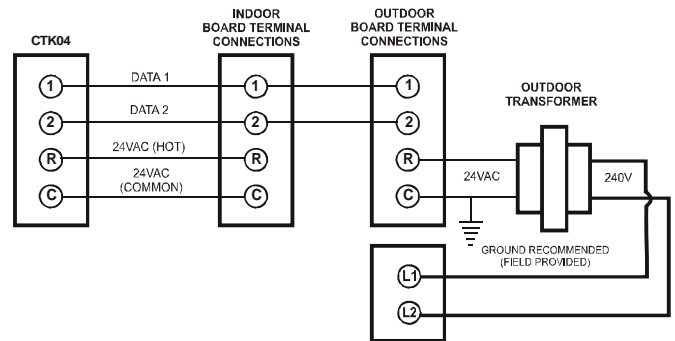 CTK04
INDOOR
BOARD TERMINAL
CONNECTIONS
OUTDOOR
BOARD TERMINAL
CONNECTIONS
OUTDOOR
TRANSFORMER
1
DATA 1
1
1
2
DATA 2
2
2
R
24VAC (HOT)
R
R
24VAC
240V
C
24VAC
(COMMON)
C
C
GROUND RECOMMENDED
(FIELD PROVIDED)
L1
L2